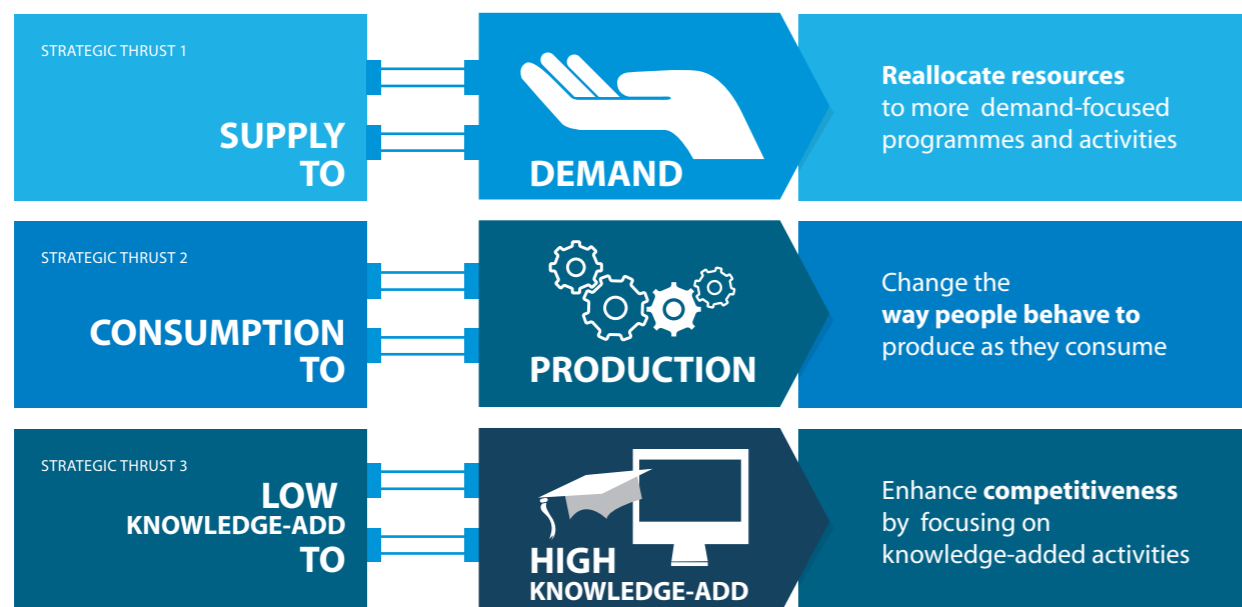 STRATEGIC THRUST 1
SUPPLY
TO
DEMAND
Reallocate resources
to more demand-focused
programmes and activities
STRATEGIC THRUST 2
CONSUMPTION
TO
PRODUCTION
Change the
way people behave to
produce as they consume
STRATEGIC THRUST 3
LOW
KNOWLEDGE-ADD
TO
HIGH
KNOWLEDGE-ADD
Enhance competitiveness
by focusing on
knowledge-added activities